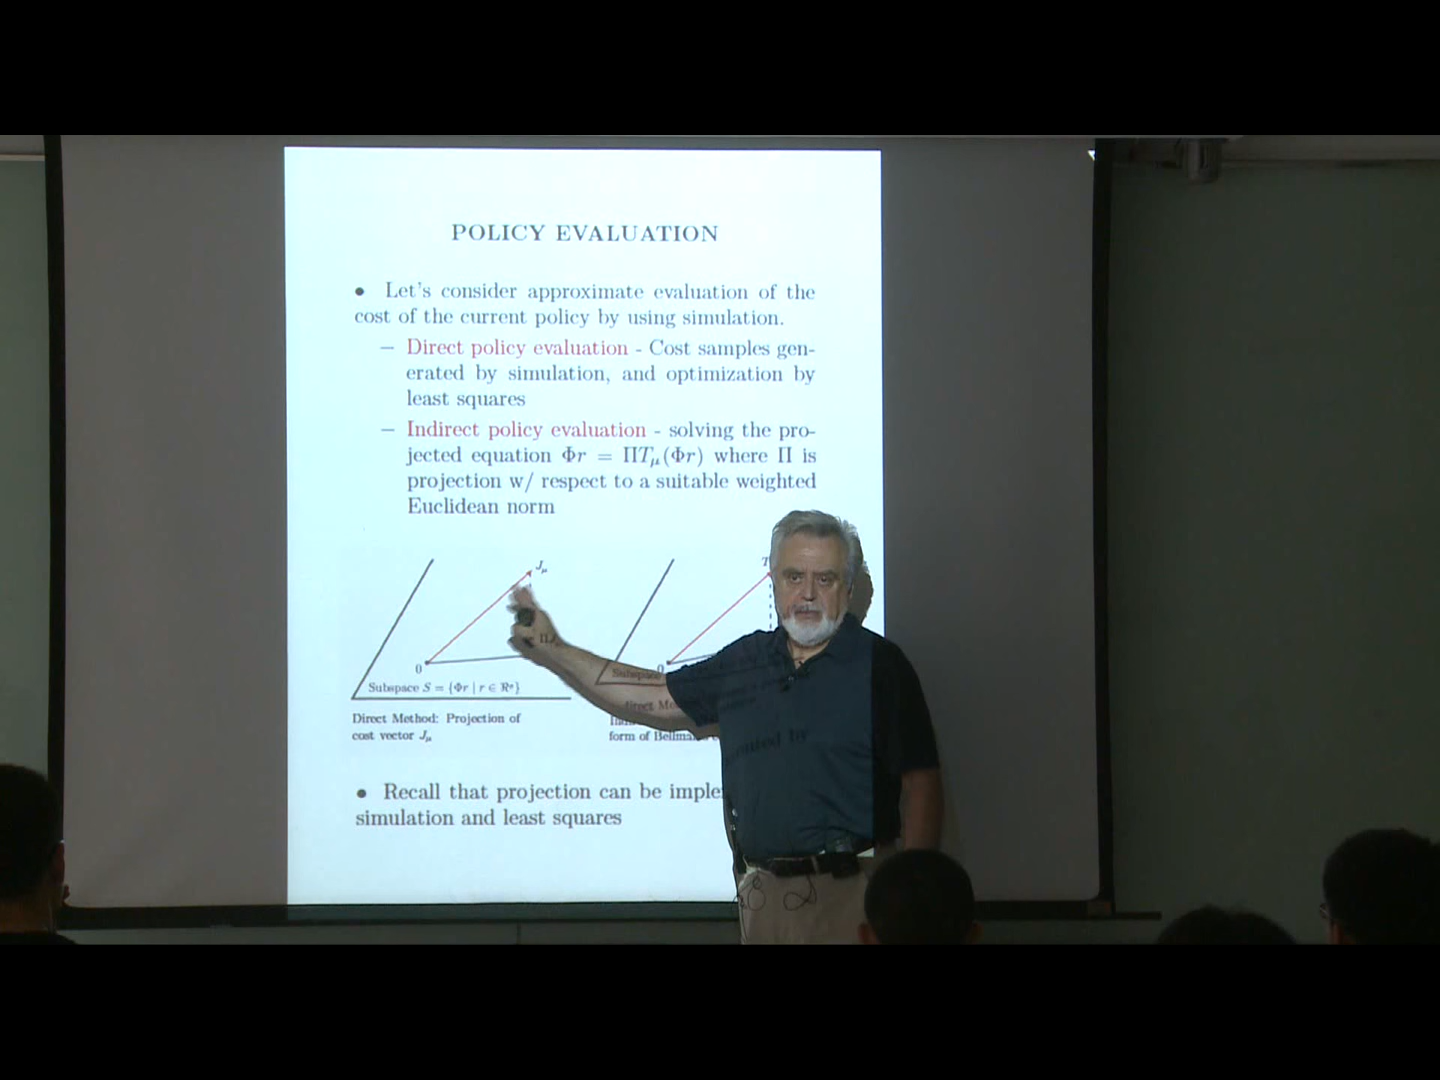 POLICY EVALUATION
• Let's consider approximate evaluation of the
cost of the current policy by using simulation.
– Direct policy evaluation - Cost samples gen-
erated by simulation, and optimization by
least squares
– Indirect policy evaluation - solving the pro-
jected equation Φr = ΠT_μ(Φr) where Π is
projection w/ respect to a suitable weighted
Euclidean norm
J_μ
0
Subspace S = {Φr | r ∈ ℜ^s}
Direct Method: Projection of
cost vector J_μ
T
0
form of
• Recall that projection can be
simulation and least squares